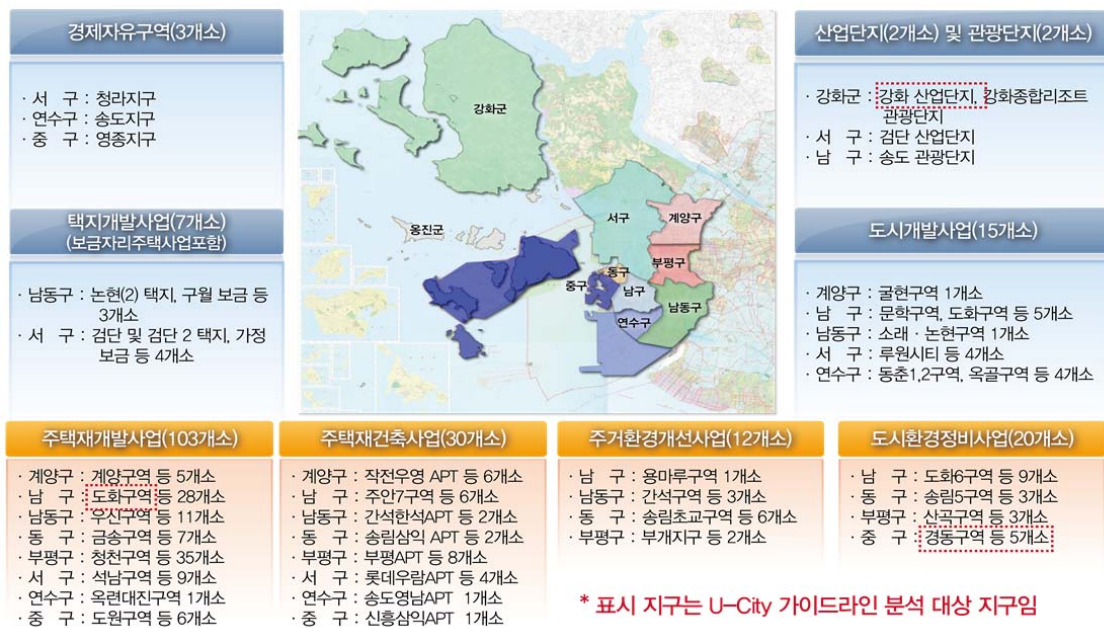 경제자유구역(3개소)
· 서 구 : 청라지구
· 연수구 : 송도지구
· 중 구 : 영종지구
택지개발사업(7개소)
(보금자리주택사업포함)
· 남동구 : 논현(2) 택지, 구월 보금 등
3개소
· 서 구 : 검단 및 검단 2 택지, 가정
보금 등 4개소
강화군
옹진군
서구
계양구
부평구
동구
중구
남구
남동구
연수구
산업단지(2개소) 및 관광단지(2개소)
· 강화군 : 강화 산업단지, 강화종합리조트
관광단지
· 서 구 : 검단 산업단지
· 남 구 : 송도 관광단지
도시개발사업(15개소)
· 계양구 : 굴현구역 1개소
· 남 구 : 문학구역, 도화구역 등 5개소
· 남동구 : 소래 · 논현구역 1개소
· 서 구 : 루원시티 등 4개소
· 연수구 : 동춘1,2구역, 옥골구역 등 4개소
주택재개발사업(103개소)
· 계양구 : 계양구역 등 5개소
· 남 구 : 도화구역 등 28개소
· 남동구 : 우신구역 등 11개소
· 동 구 : 금송구역 등 7개소
· 부평구 : 청천구역 등 35개소
· 서 구 : 석남구역 등 9개소
· 연수구 : 옥련대진구역 1개소
· 중 구 : 도원구역 등 6개소
주택재건축사업(30개소)
· 계양구 : 작전우영 APT 등 6개소
· 남 구 : 주안7구역 등 6개소
· 남동구 : 간석한석APT 등 2개소
· 동 구 : 송림삼익 APT 등 2개소
· 부평구 : 부평APT 등 8개소
· 서 구 : 롯데우람APT 등 4개소
· 연수구 : 송도영남APT 1개소
· 중 구 : 신흥삼익APT 1개소
주거환경개선사업(12개소)
· 남 구 : 용마루구역 1개소
· 남동구 : 간석구역 등 3개소
· 동 구 : 송림초교구역 등 6개소
· 부평구 : 부개지구 등 2개소
도시환경정비사업(20개소)
· 남 구 : 도화6구역 등 9개소
· 동 구 : 송림5구역 등 3개소
· 부평구 : 산곡구역 등 3개소
· 중 구 : 경동구역 등 5개소
* 표시 지구는 U-City 가이드라인 분석 대상 지구임